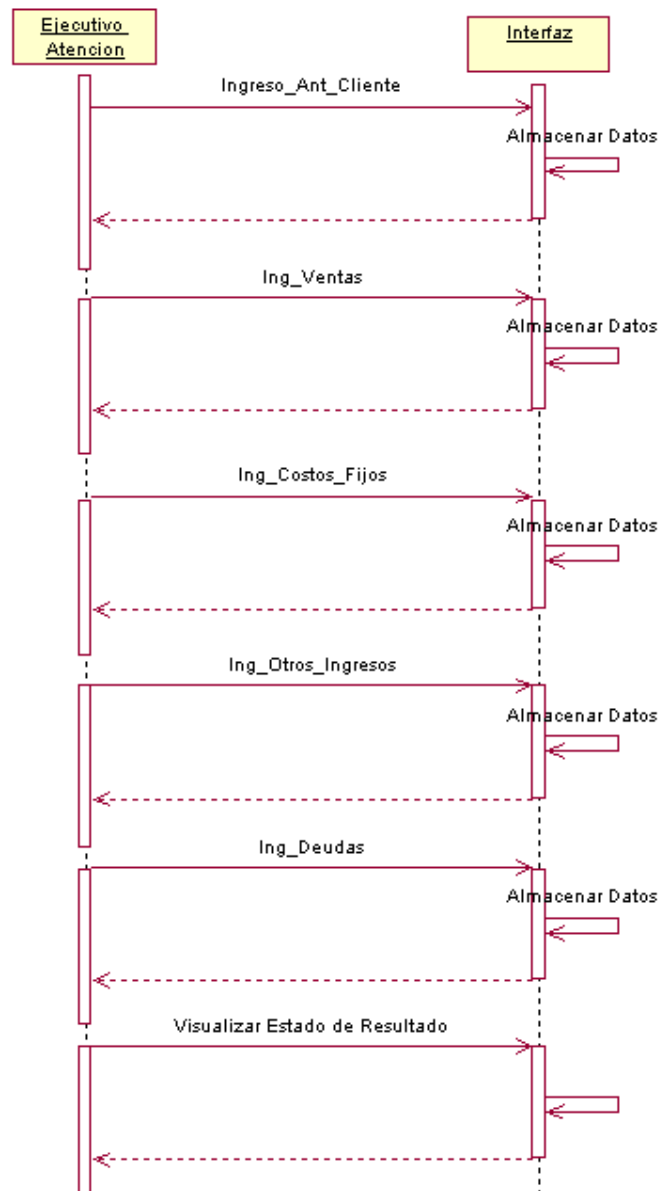 Ejecutivo
Atencion
Interfaz
Ingreso_Ant_Cliente
Almacenar Datos
Ing_Ventas
Almacenar Datos
Ing_Costos_Fijos
Almacenar Datos
Ing_Otros_Ingresos
Almacenar Datos
Ing_Deudas
Almacenar Datos
Visualizar Estado de Resultado